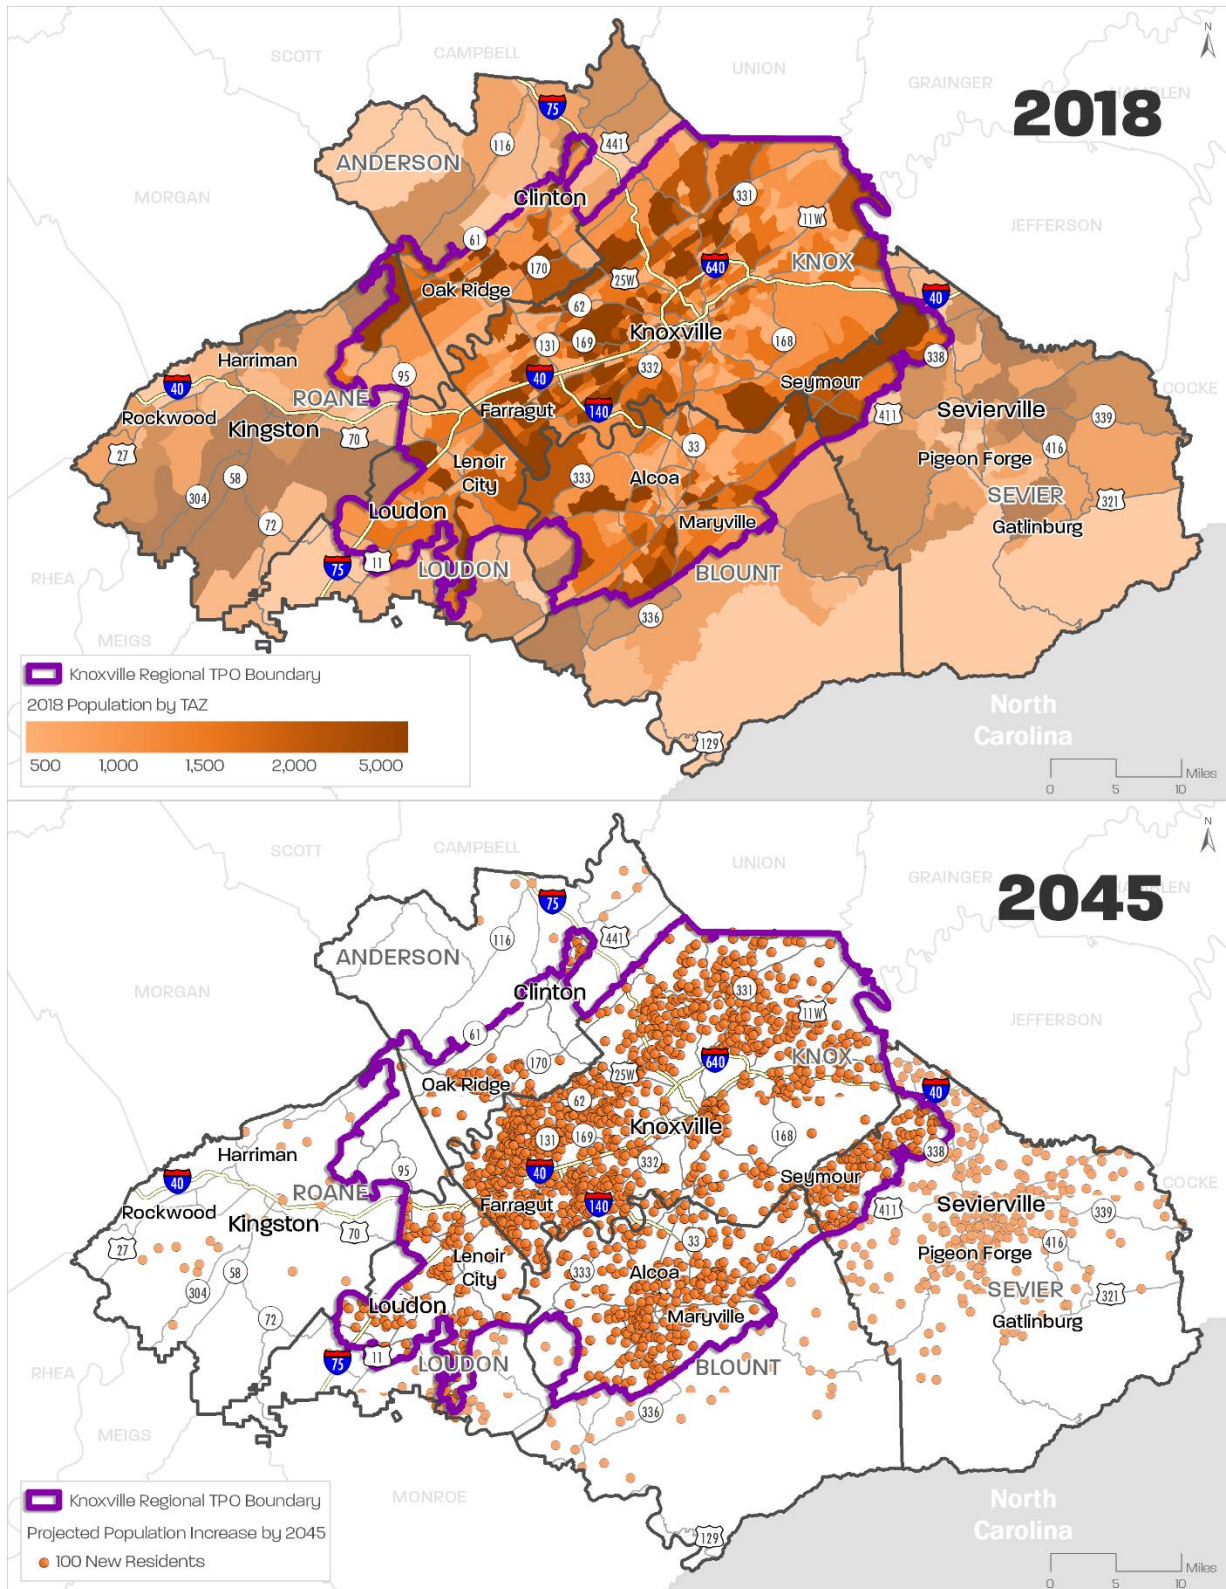 N
SCOTT
CAMPBELL
UNION
GRAINGER
HAMBLEN
2018
75
116
441
ANDERSON
MORGAN
Clinton
331
11W
JEFFERSON
61
170
640
KNOX
25W
Oak Ridge
40
62
Knoxville
131
169
168
338
Harriman
332
95
40
Seymour
COCKE
40
ROANE
Farragut
140
411
Sevierville
339
Rockwood
Kingston
70
33
416
27
Lenoir
City
Pigeon Forge
58
333
Alcoa
SEVIER
304
321
Loudon
Maryville
Gatlinburg
72
11
RHEA
75
LOUDON
BLOUNT
336
MEIGS
Knoxville Regional TPO Boundary
2018 Population by TAZ
500 1,000 1,500 2,000 5,000
North
Carolina
129
Miles
0 5 10
N
SCOTT
CAMPBELL
UNION
GRAINGER
HAMBLEN
2045
75
116
441
ANDERSON
MORGAN
Clinton
331
11W
JEFFERSON
61
170
640
KNOX
25W
Oak Ridge
40
62
Knoxville
131
169
168
338
Harriman
332
95
40
Seymour
COCKE
40
ROANE
Farragut
140
411
Sevierville
339
Rockwood
Kingston
70
33
416
27
Lenoir
City
Pigeon Forge
58
333
Alcoa
SEVIER
304
321
Loudon
Maryville
Gatlinburg
72
11
RHEA
75
LOUDON
BLOUNT
336
MEIGS
MONROE
Knoxville Regional TPO Boundary
Projected Population Increase by 2045
100 New Residents
North
Carolina
129
Miles
0 5 10